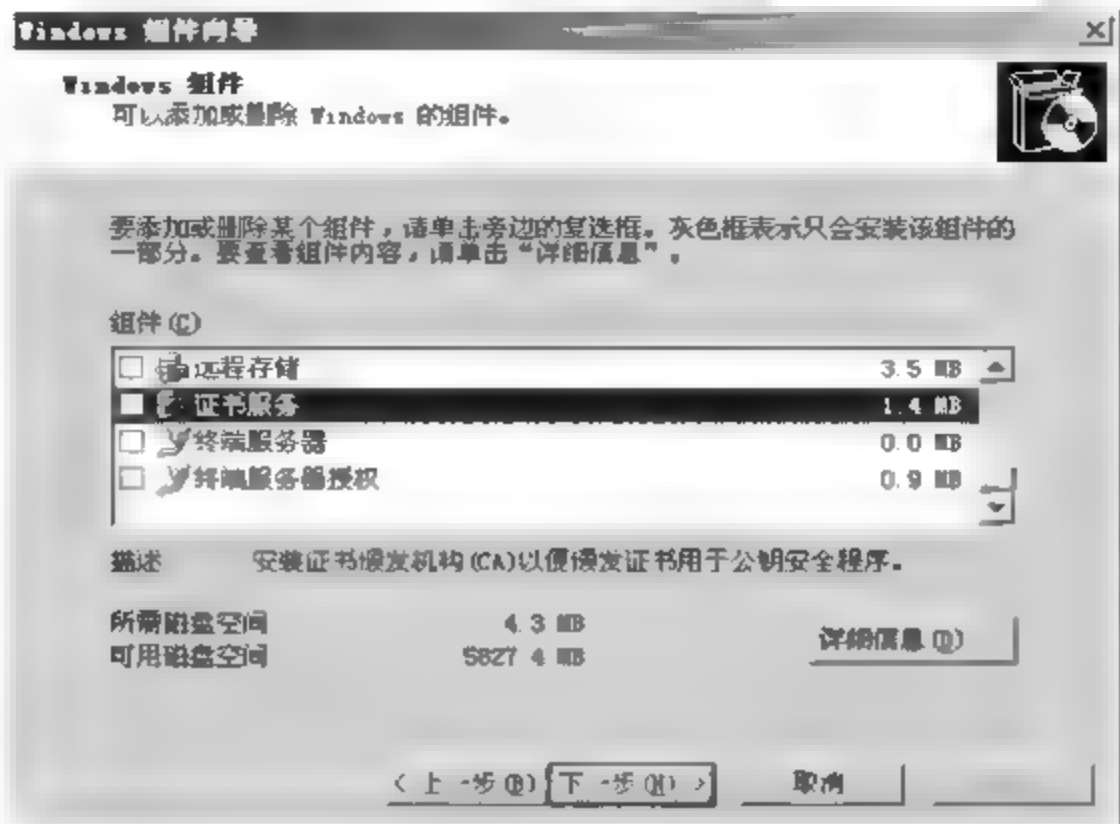 Windows 组件向导
Windows 组件
可以添加或删除 Windows 的组件。
要添加或删除某个组件，请单击旁边的复选框。灰色框表示只会安装该组件的
一部分。要查看组件内容，请单击“详细信息”。
组件(C)
远程存储 3.5 MB
证书服务 1.4 MB
终端服务器 0.0 MB
终端服务器授权 0.9 MB
描述 安装证书颁发机构(CA)以便颁发证书用于公钥安全程序。
所需磁盘空间 4.3 MB
可用磁盘空间 5827.4 MB
详细信息(D)
< 上一步(B) 下一步(N) > 取消